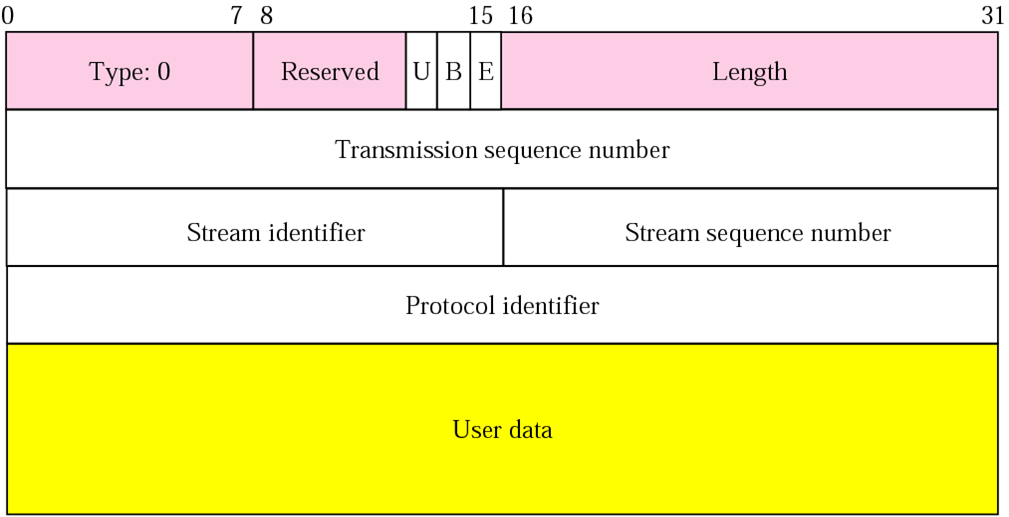 0 7 8 15 16 31
Type: 0 Reserved U B E Length
Transmission sequence number
Stream identifier Stream sequence number
Protocol identifier
User data